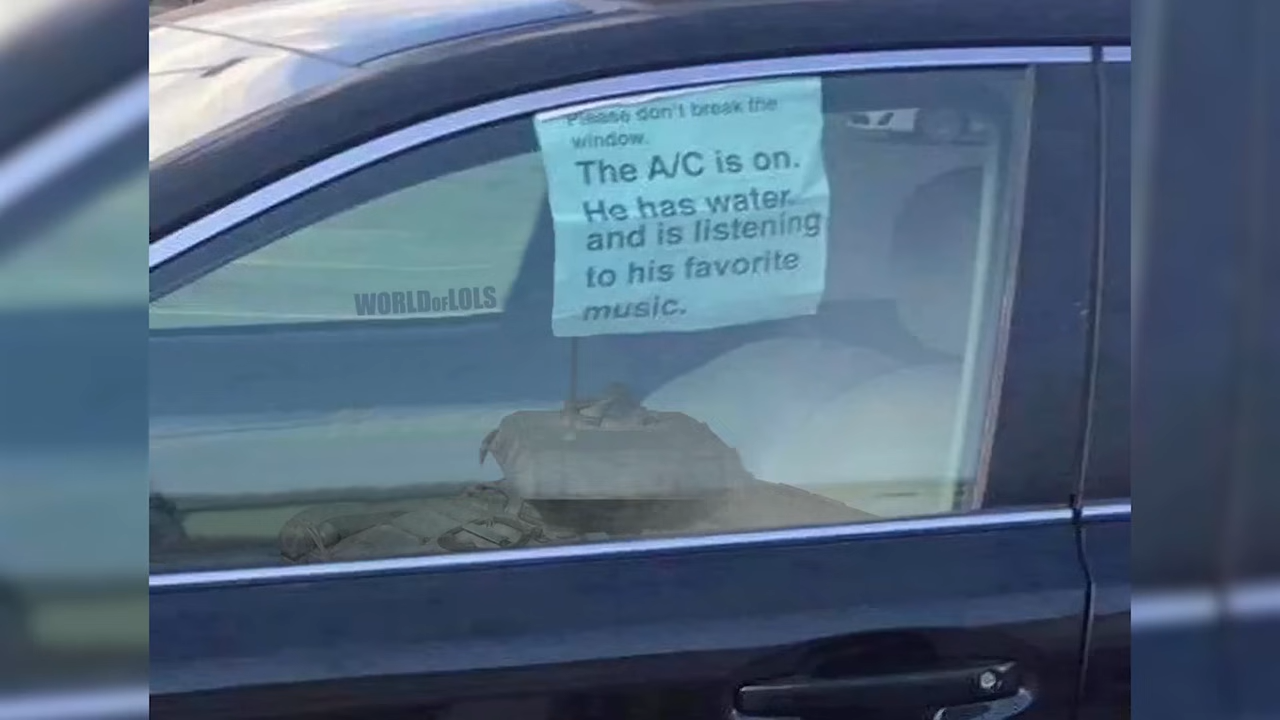 Please don't break the
window.
The A/C is on.
He has water
and is listening
to his favorite
music.
WORLDOFLOLS